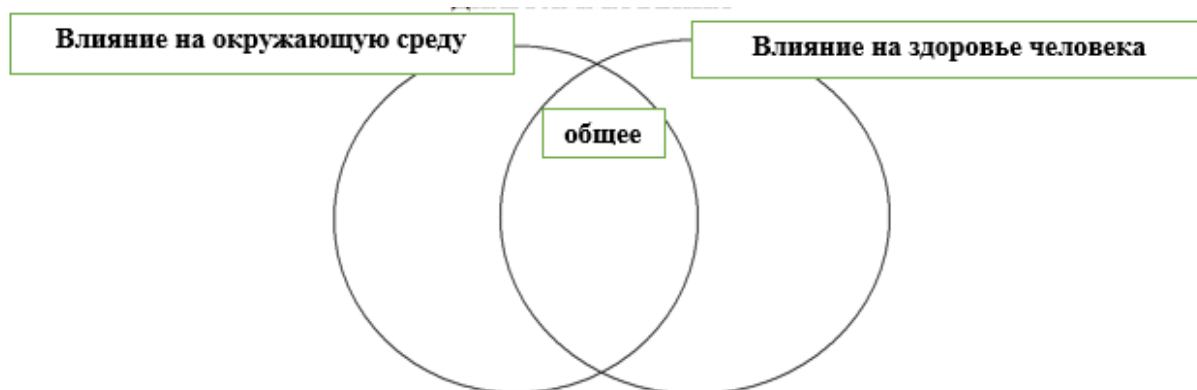 Влияние на окружающую среду
Влияние на здоровье человека
общее